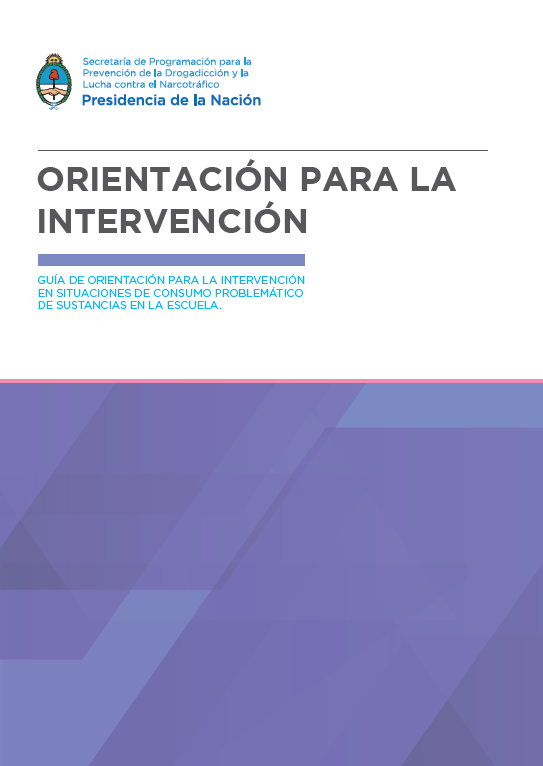 Secretaría de Programación para la
Prevención de la Drogadicción y la
Lucha contra el Narcotráfico
Presidencia de la Nación
ORIENTACIÓN PARA LA
INTERVENCIÓN
GUÍA DE ORIENTACIÓN PARA LA INTERVENCIÓN
EN SITUACIONES DE CONSUMO PROBLEMÁTICO
DE SUSTANCIAS EN LA ESCUELA.